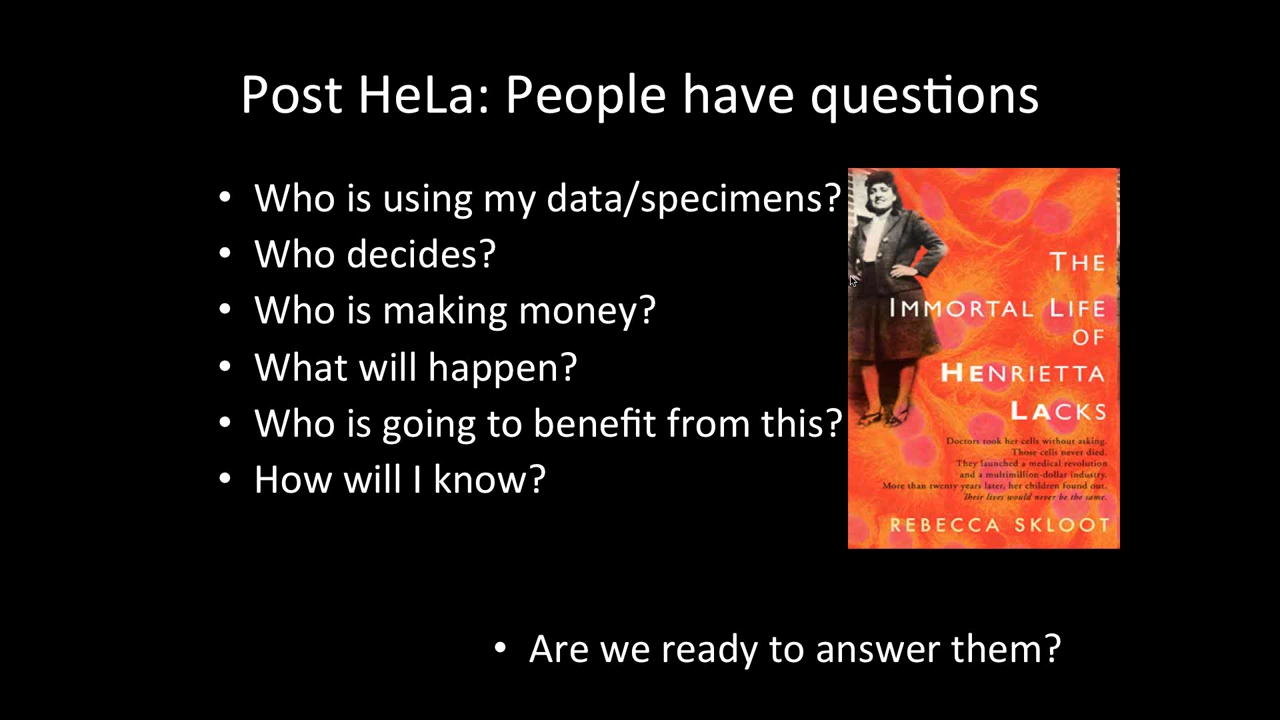 Post HeLa: People have questions
• Who is using my data/specimens?
• Who decides?
• Who is making money?
• What will happen?
• Who is going to benefit from this?
• How will I know?
THE
IMMORTAL LIFE
OF
HENRIETTA
LACKS
Doctors took her cells without asking.
Those cells never died.
They launched a medical revolution
and a multimillion-dollar industry.
More than twenty years later, her children found out.
Their lives would never be the same.
REBECCA SKLOOT
• Are we ready to answer them?